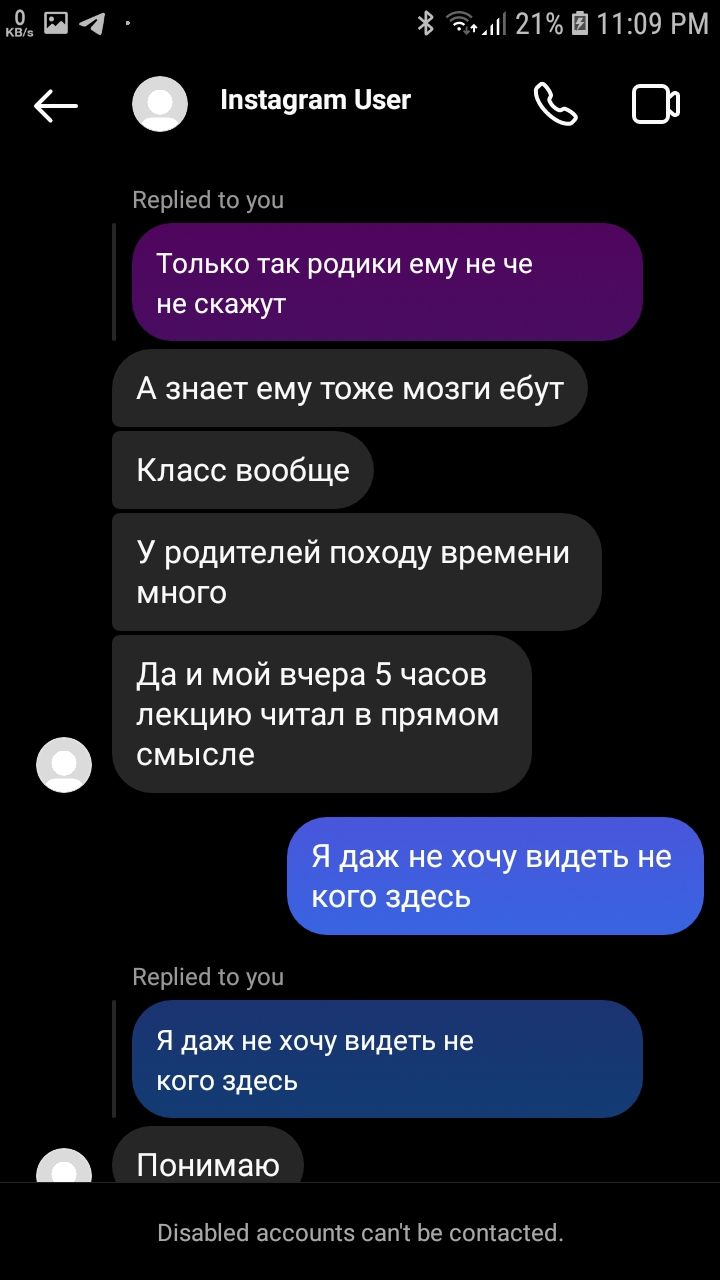 0
KB/s
21%
11:09 PM
Instagram User
Replied to you
Только так родики ему не че
не скажут
А знает ему тоже мозги ебут
Класс вообще
У родителей походу времени
много
Да и мой вчера 5 часов
лекцию читал в прямом
смысле
Я даж не хочу видеть не
кого здесь
Replied to you
Я даж не хочу видеть не
кого здесь
Понимаю
Disabled accounts can't be contacted.